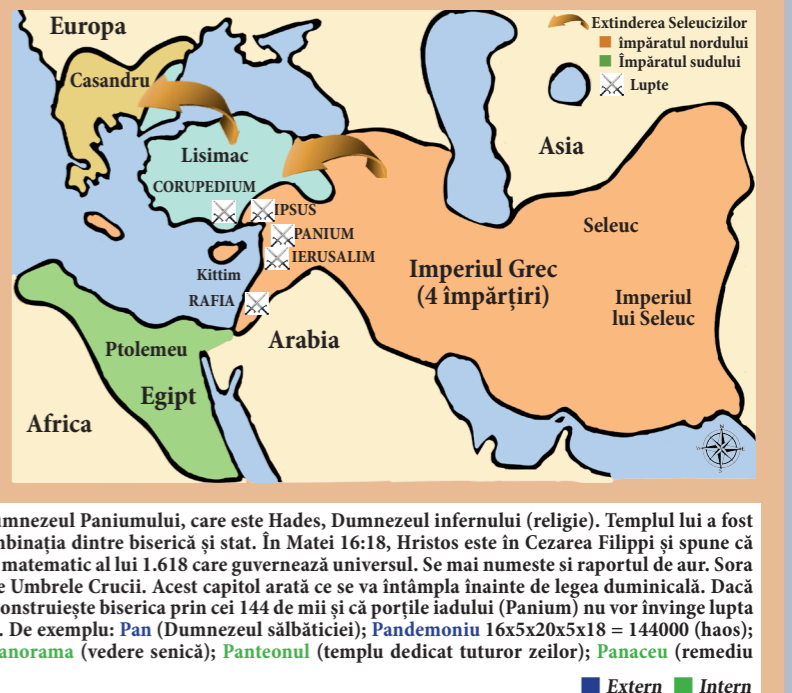 Europa
Extinderea Seleucizilor
împăratul nordului
Împăratul sudului
Lupte
Casandru
Asia
Lisimac
CORUPEDIUM
IPSUS
Seleuc
PANIUM
IERUSALIM
Kittim
Imperiul Grec
(4 împărțiri)
RAFIA
Imperiul
lui Seleuc
Arabia
Ptolemeu
Egipt
Africa
umnezeul Paniumului, care este Hades, Dumnezeul infernului (religie). Templul lui a fost
mbinația dintre biserică și stat. În Matei 16:18, Hristos este în Cezarea Filippi și spune că
matematic al lui 1.618 care guvernează universul. Se mai numeste si raportul de aur. Sora
e Umbrele Crucii. Acest capitol arată ce se va întâmpla înainte de legea duminicală. Dacă
construiește biserica prin cei 144 de mii și că porțile iadului (Panium) nu vor învinge lupta
. De exemplu: Pan (Dumnezeul sălbăticiei); Pandemoniu 16x5x20x5x18 = 144000 (haos);
anorama (vedere senică); Panteonul (templu dedicat tuturor zeilor); Panaceu (remediu
Extern Intern